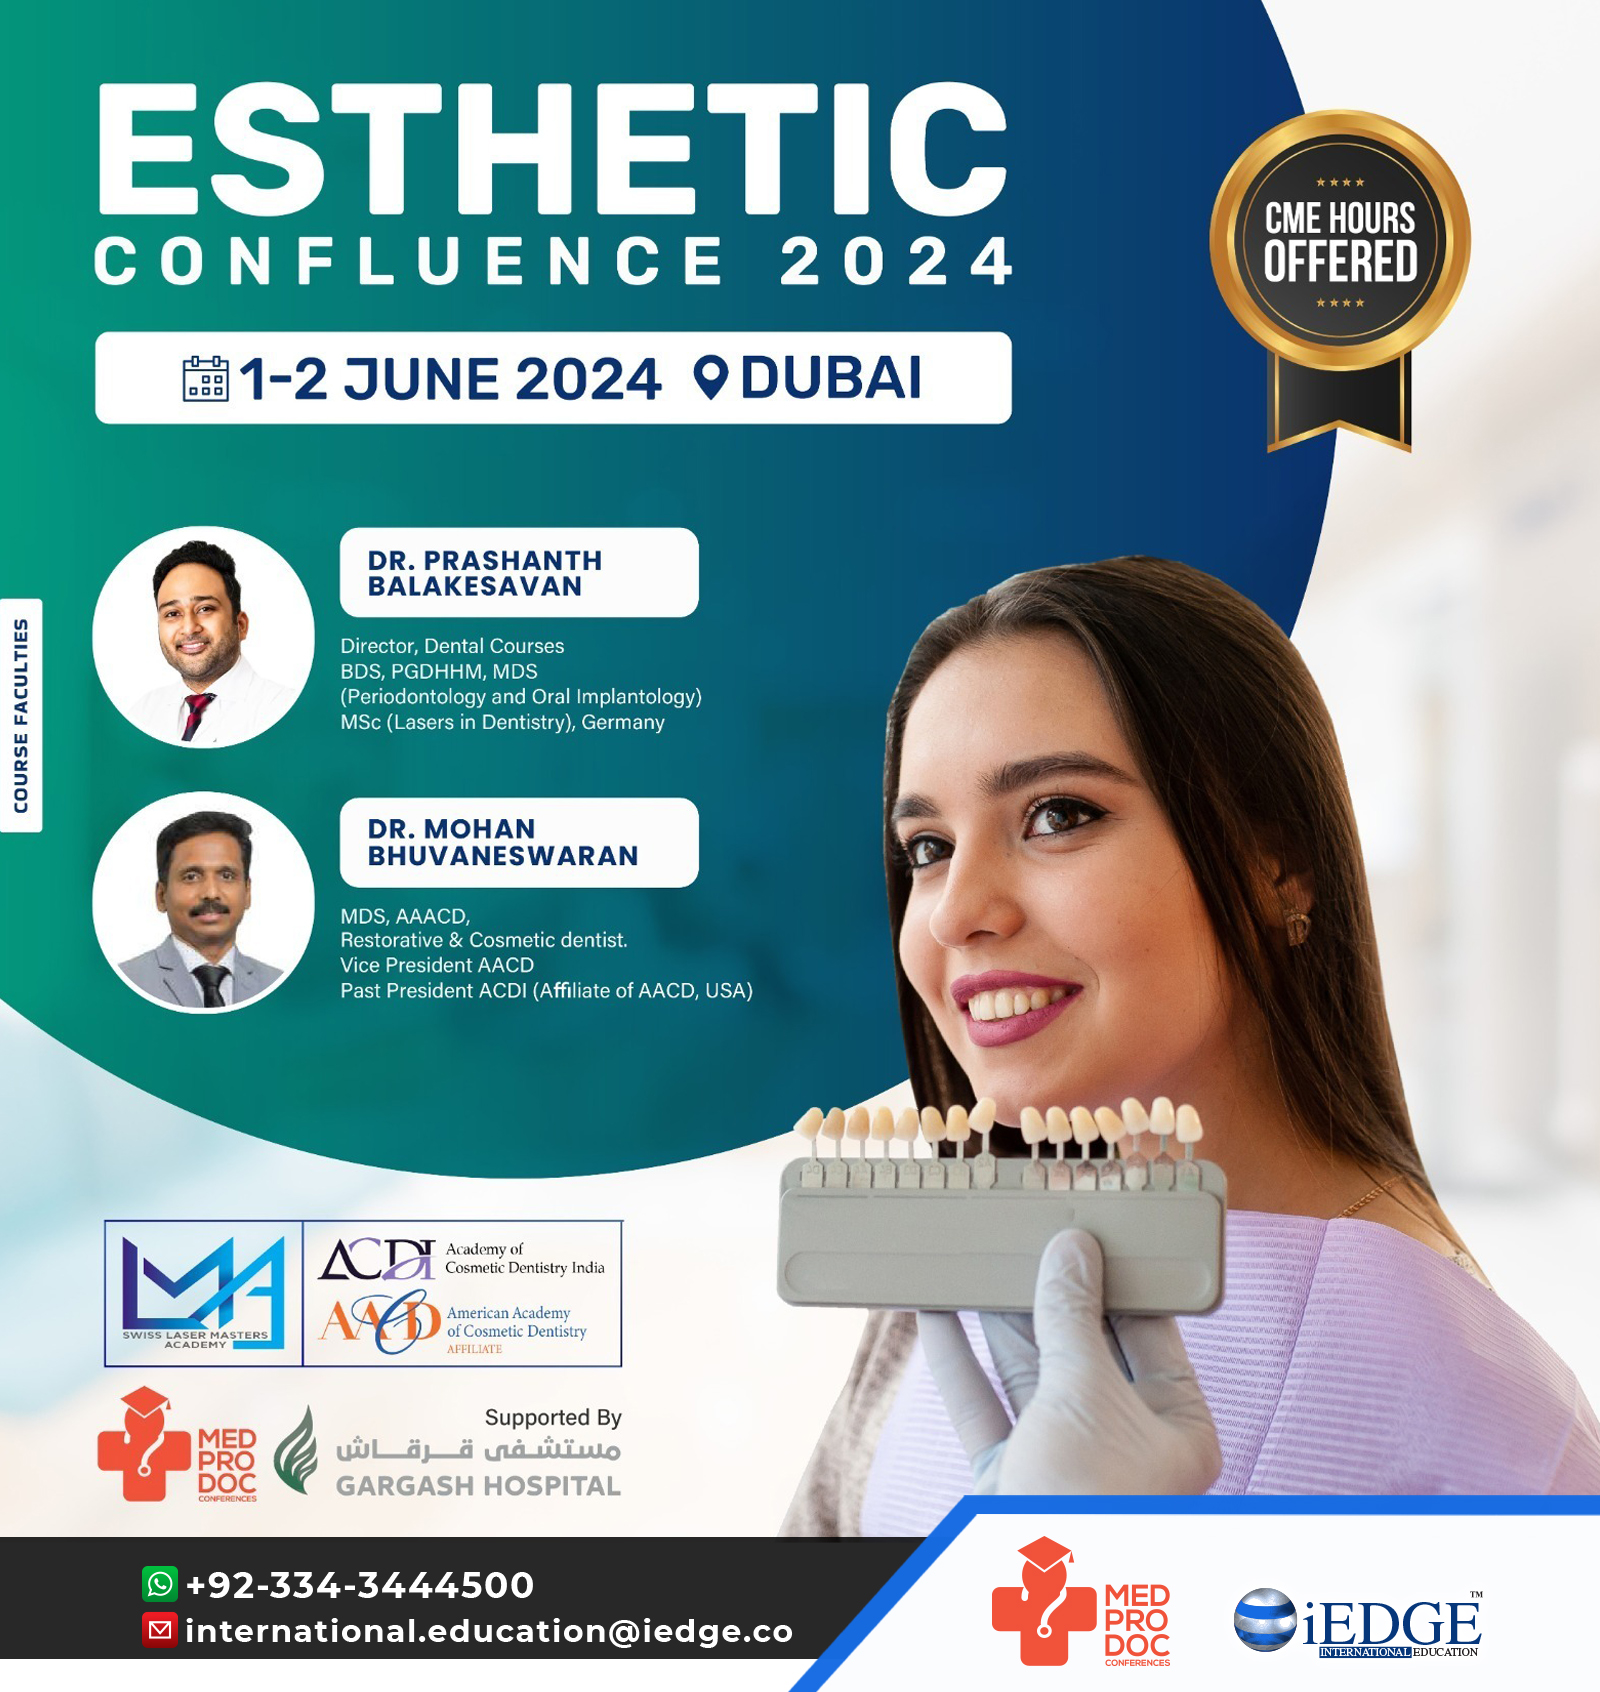 ESTHETIC
CONFLUENCE 2024
1-2 JUNE 2024 DUBAI
★★★★
CME HOURS
OFFERED
★★★★
COURSE FACULTIES
DR. PRASHANTH
BALAKESAVAN
Director, Dental Courses
BDS, PGDHHM, MDS
(Periodontology and Oral Implantology)
MSc (Lasers in Dentistry), Germany
DR. MOHAN
BHUVANESWARAN
MDS, AAACD,
Restorative & Cosmetic dentist.
Vice President AACD
Past President ACDI (Affiliate of AACD, USA)
SWISS LASER MASTERS
ACADEMY
ACDI
Academy of
Cosmetic Dentistry India
AACD
American Academy
of Cosmetic Dentistry
AFFILIATE
MED
PRO
DOC
CONFERENCES
Supported By
مستشفى قرقاش
GARGASH HOSPITAL
+92-334-3444500
international.education@iedge.co
MED
PRO
DOC
CONFERENCES
iEDGE™
INTERNATIONAL EDUCATION